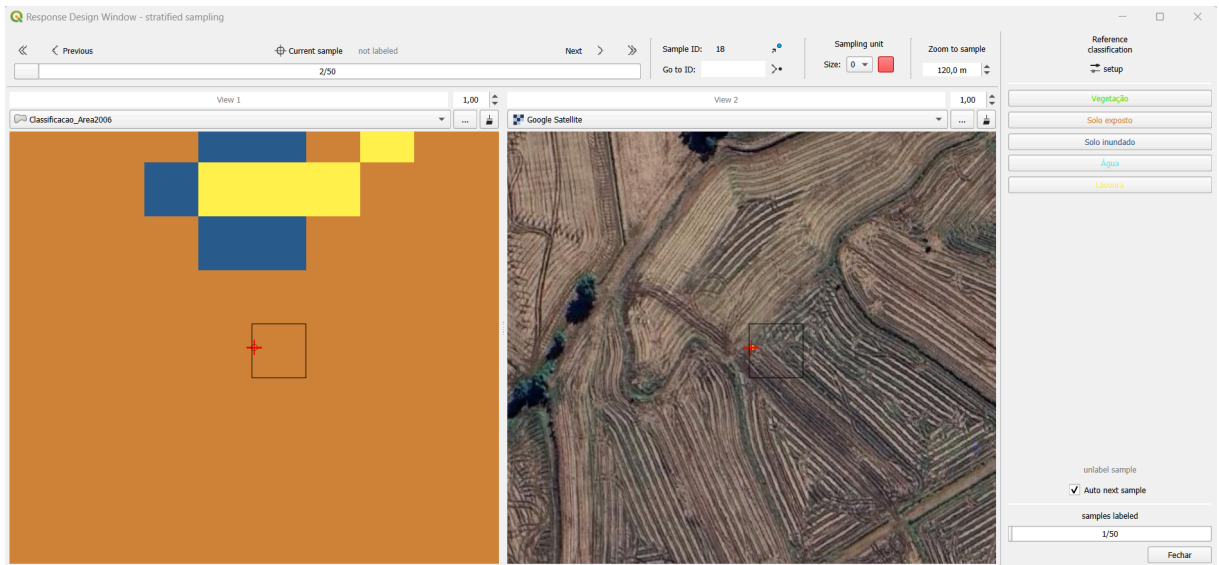 Response Design Window - stratified sampling
Previous
Current sample
not labeled
Next
2/50
Sample ID:
18
Go to ID:
Sampling unit
Size:
0
Zoom to sample
120,0 m
Reference
classification
setup
View 1
1,00
View 2
1,00
Classificacao_Area2006
...
Google Satellite
...
Vegetação
Solo exposto
Solo inundado
Água
Lavoura
unlabel sample
Auto next sample
samples labeled
1/50
Fechar